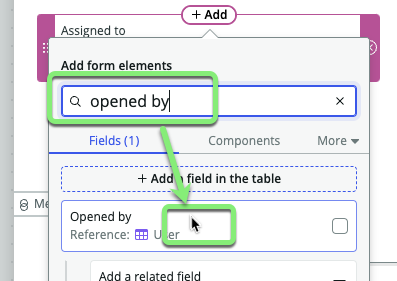 + Add
Assigned to
Add form elements
opened by
Fields (1)
Components
More
+ Add a field in the table
Me
Opened by
Reference: User
Add a related field